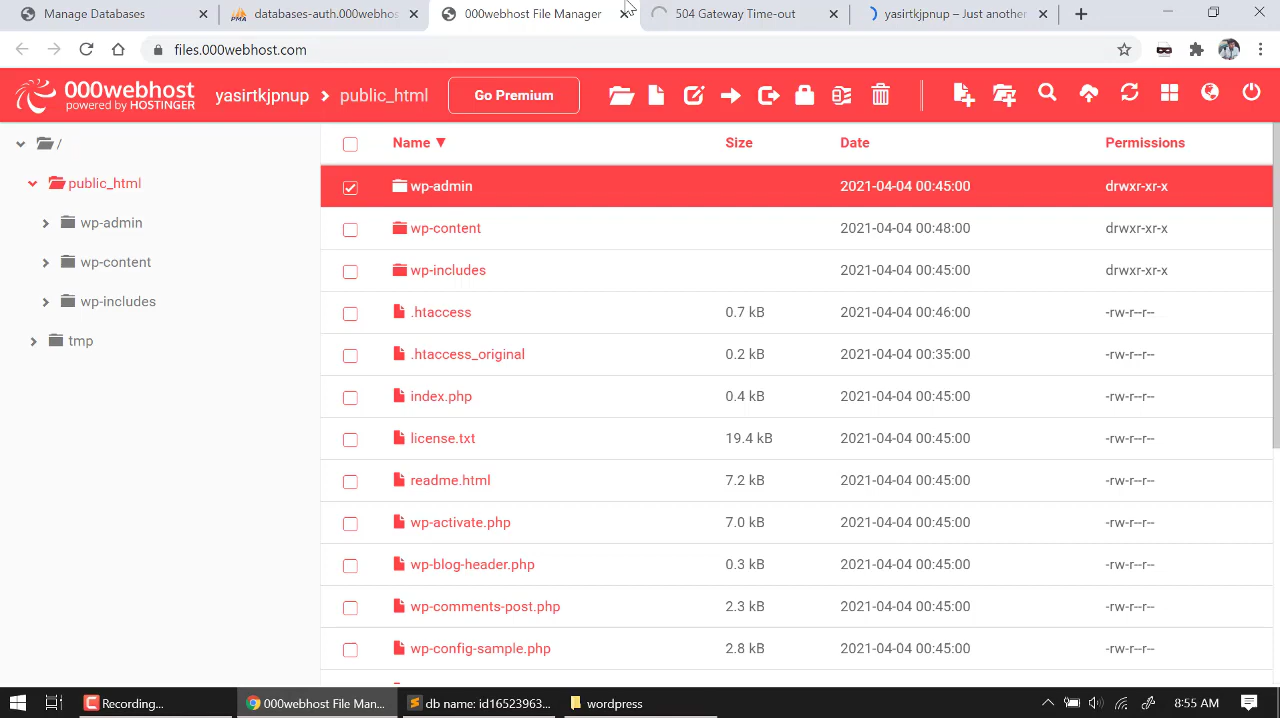 Manage Databases
databases-auth.000webhos
000webhost File Manager
504 Gateway Time-out
yasirtkjpnup – Just another
files.000webhost.com
000webhost
powered by HOSTINGER
yasirtkjpnup
public_html
Go Premium
/
public_html
wp-admin
wp-content
wp-includes
tmp
Name Size Date Permissions
wp-admin 2021-04-04 00:45:00 drwxr-xr-x
wp-content 2021-04-04 00:48:00 drwxr-xr-x
wp-includes 2021-04-04 00:45:00 drwxr-xr-x
.htaccess 0.7 kB 2021-04-04 00:46:00 -rw-r--r--
.htaccess_original 0.2 kB 2021-04-04 00:35:00 -rw-r--r--
index.php 0.4 kB 2021-04-04 00:45:00 -rw-r--r--
license.txt 19.4 kB 2021-04-04 00:45:00 -rw-r--r--
readme.html 7.2 kB 2021-04-04 00:45:00 -rw-r--r--
wp-activate.php 7.0 kB 2021-04-04 00:45:00 -rw-r--r--
wp-blog-header.php 0.3 kB 2021-04-04 00:45:00 -rw-r--r--
wp-comments-post.php 2.3 kB 2021-04-04 00:45:00 -rw-r--r--
wp-config-sample.php 2.8 kB 2021-04-04 00:45:00 -rw-r--r--
Recording...
000webhost File Man...
db name: id16523963...
wordpress
8:55 AM